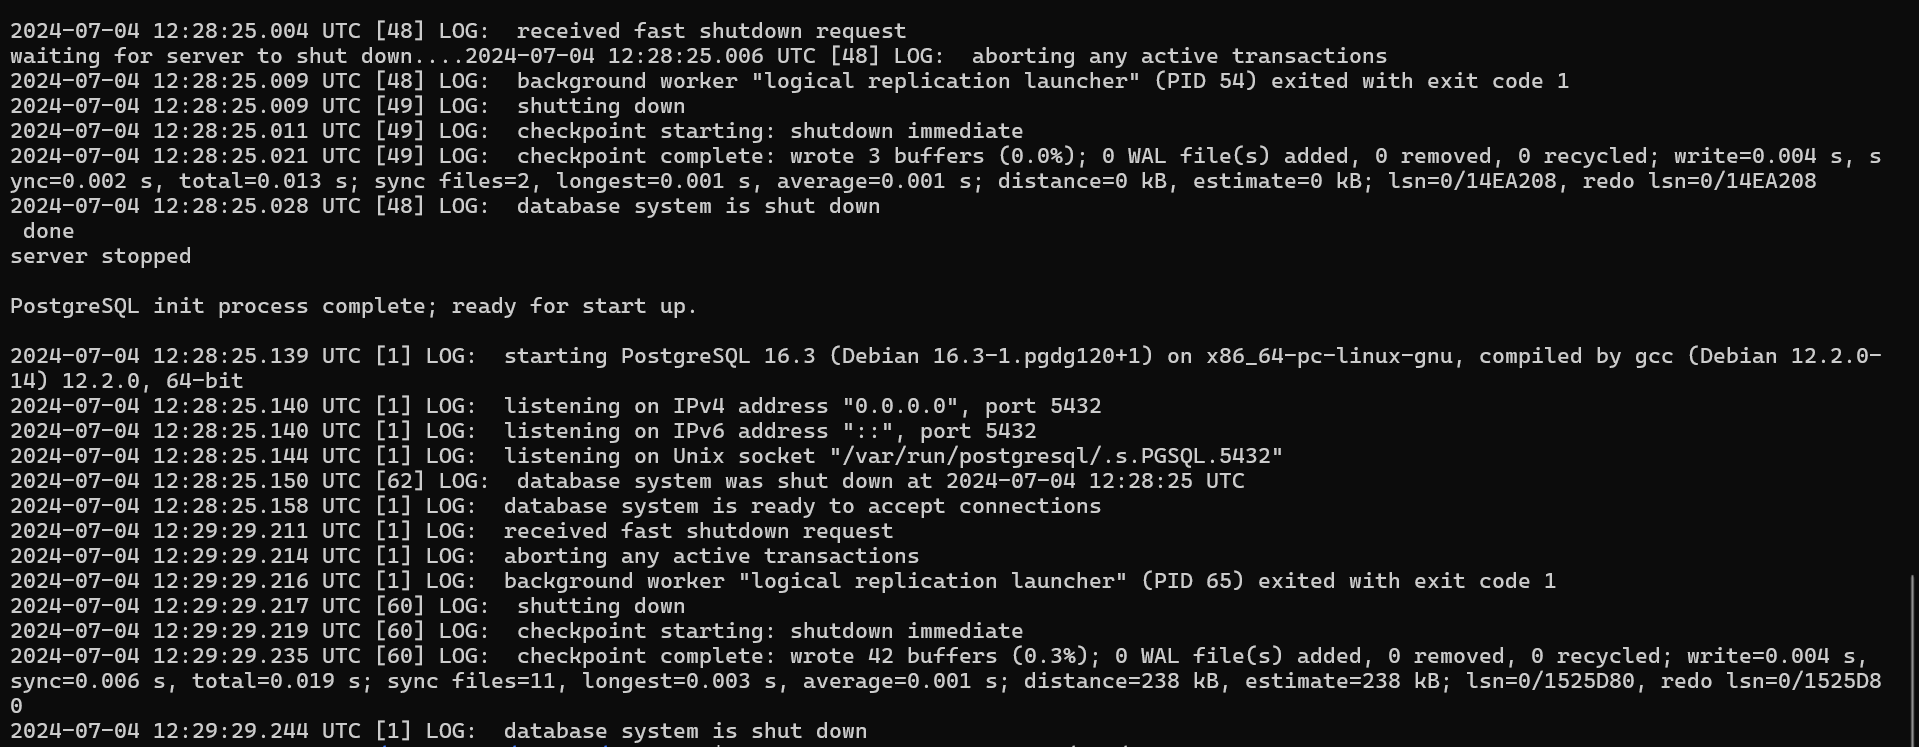 2024-07-04 12:28:25.004 UTC [48] LOG:  received fast shutdown request
waiting for server to shut down....2024-07-04 12:28:25.006 UTC [48] LOG:  aborting any active transactions
2024-07-04 12:28:25.009 UTC [48] LOG:  background worker "logical replication launcher" (PID 54) exited with exit code 1
2024-07-04 12:28:25.009 UTC [49] LOG:  shutting down
2024-07-04 12:28:25.011 UTC [49] LOG:  checkpoint starting: shutdown immediate
2024-07-04 12:28:25.021 UTC [49] LOG:  checkpoint complete: wrote 3 buffers (0.0%); 0 WAL file(s) added, 0 removed, 0 recycled; write=0.004 s, s
ync=0.002 s, total=0.013 s; sync files=2, longest=0.001 s, average=0.001 s; distance=0 kB, estimate=0 kB; lsn=0/14EA208, redo lsn=0/14EA208
2024-07-04 12:28:25.028 UTC [48] LOG:  database system is shut down
 done
server stopped

PostgreSQL init process complete; ready for start up.

2024-07-04 12:28:25.139 UTC [1] LOG:  starting PostgreSQL 16.3 (Debian 16.3-1.pgdg120+1) on x86_64-pc-linux-gnu, compiled by gcc (Debian 12.2.0-
14) 12.2.0, 64-bit
2024-07-04 12:28:25.140 UTC [1] LOG:  listening on IPv4 address "0.0.0.0", port 5432
2024-07-04 12:28:25.140 UTC [1] LOG:  listening on IPv6 address "::", port 5432
2024-07-04 12:28:25.144 UTC [1] LOG:  listening on Unix socket "/var/run/postgresql/.s.PGSQL.5432"
2024-07-04 12:28:25.150 UTC [62] LOG:  database system was shut down at 2024-07-04 12:28:25 UTC
2024-07-04 12:28:25.158 UTC [1] LOG:  database system is ready to accept connections
2024-07-04 12:29:29.211 UTC [1] LOG:  received fast shutdown request
2024-07-04 12:29:29.214 UTC [1] LOG:  aborting any active transactions
2024-07-04 12:29:29.216 UTC [1] LOG:  background worker "logical replication launcher" (PID 65) exited with exit code 1
2024-07-04 12:29:29.217 UTC [60] LOG:  shutting down
2024-07-04 12:29:29.219 UTC [60] LOG:  checkpoint starting: shutdown immediate
2024-07-04 12:29:29.235 UTC [60] LOG:  checkpoint complete: wrote 42 buffers (0.3%); 0 WAL file(s) added, 0 removed, 0 recycled; write=0.004 s,
sync=0.006 s, total=0.019 s; sync files=11, longest=0.003 s, average=0.001 s; distance=238 kB, estimate=238 kB; lsn=0/1525D80, redo lsn=0/1525D8
0
2024-07-04 12:29:29.244 UTC [1] LOG:  database system is shut down